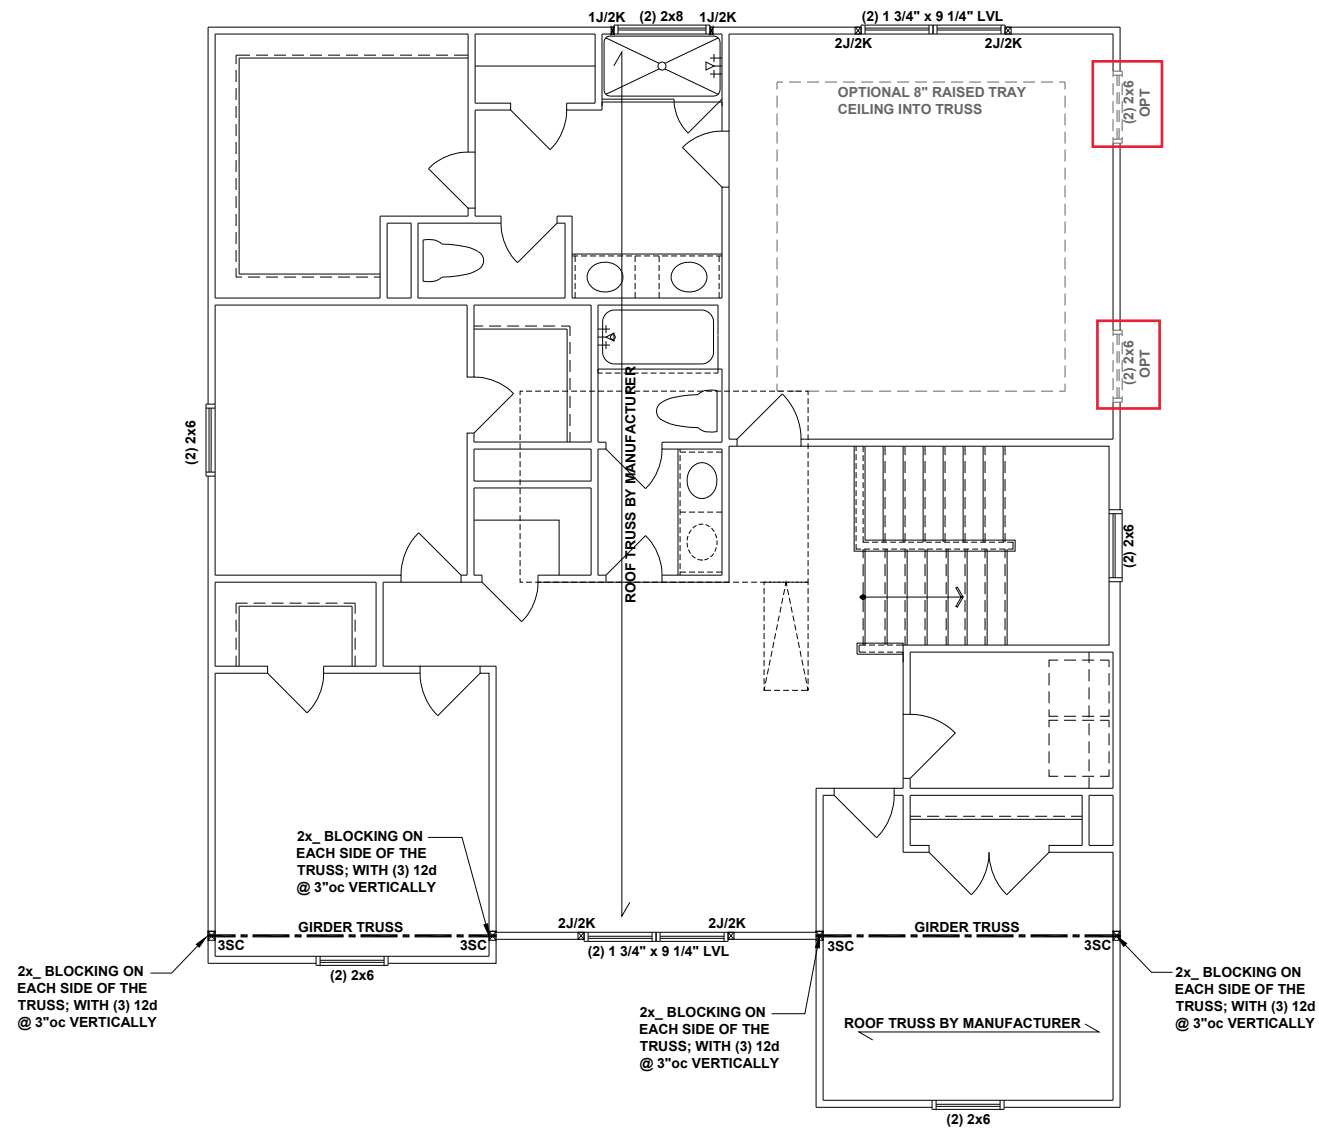 1J/2K
(2) 2x8
1J/2K
(2) 1 3/4" x 9 1/4" LVL
2J/2K
2J/2K
OPTIONAL 8" RAISED TRAY
CEILING INTO TRUSS
(2) 2x6
OPT
(2) 2x6
OPT
(2) 2x6
ROOF TRUSS BY MANUFACTURER
(2) 2x6
2x_ BLOCKING ON
EACH SIDE OF THE
TRUSS; WITH (3) 12d
@ 3"oc VERTICALLY
GIRDER TRUSS
3SC
3SC
2J/2K
2J/2K
(2) 1 3/4" x 9 1/4" LVL
GIRDER TRUSS
3SC
3SC
2x_ BLOCKING ON
EACH SIDE OF THE
TRUSS; WITH (3) 12d
@ 3"oc VERTICALLY
(2) 2x6
2x_ BLOCKING ON
EACH SIDE OF THE
TRUSS; WITH (3) 12d
@ 3"oc VERTICALLY
ROOF TRUSS BY MANUFACTURER
2x_ BLOCKING ON
EACH SIDE OF THE
TRUSS; WITH (3) 12d
@ 3"oc VERTICALLY
(2) 2x6